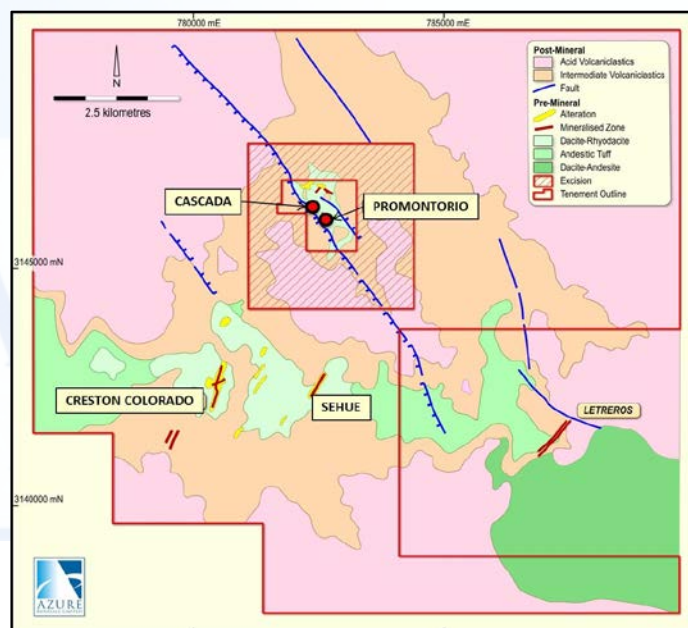 780000 mE
785000 mE
N
2.5 kilometres
Post-Mineral
Acid Volcaniclastics
Intermediate Volcaniclastics
Fault
Pre-Mineral
Alteration
Mineralised Zone
Dacite-Rhyodacite
Andestic Tuff
Dacite-Andesite
Excision
Tenement Outline
CASCADA
PROMONTORIO
3145000 mN
CRESTON COLORADO
SEHUE
LETREROS
3140000 mN
AZURE